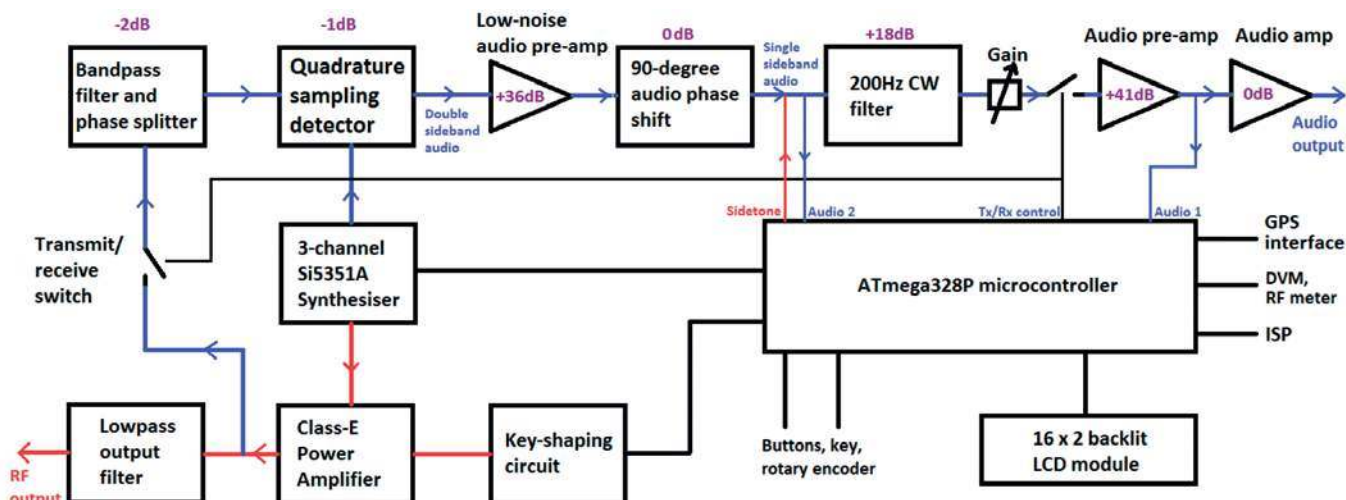 -2dB
-1dB
Low-noise
audio pre-amp
0dB
+18dB
Audio pre-amp
Audio amp
Bandpass
filter and
phase splitter
Quadrature
sampling
detector
Double
sideband
audio
+36dB
90-degree
audio phase
shift
Single
sideband
audio
200Hz CW
filter
Gain
+41dB
0dB
Audio
output
Sidetone
Audio 2
Tx/Rx control
Audio 1
Transmit/
receive
switch
3-channel
Si5351A
Synthesiser
ATmega328P microcontroller
GPS
interface
DVM,
RF meter
ISP
Lowpass
output
filter
Class-E
Power
Amplifier
Key-shaping
circuit
Buttons, key,
rotary encoder
16 x 2 backlit
LCD module
RF
output